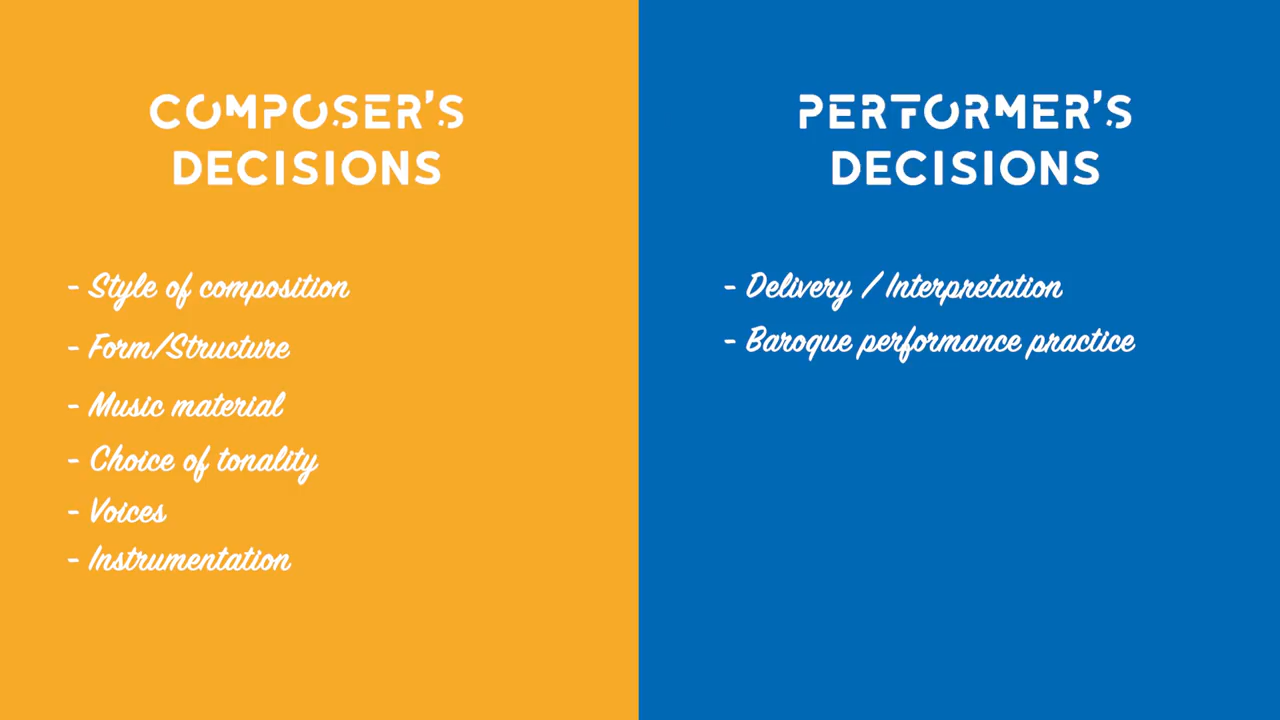 COMPOSER'S
DECISIONS
- Style of composition
- Form/Structure
- Music material
- Choice of tonality
- Voices
- Instrumentation
PERFORMER'S
DECISIONS
- Delivery / Interpretation
- Baroque performance practice